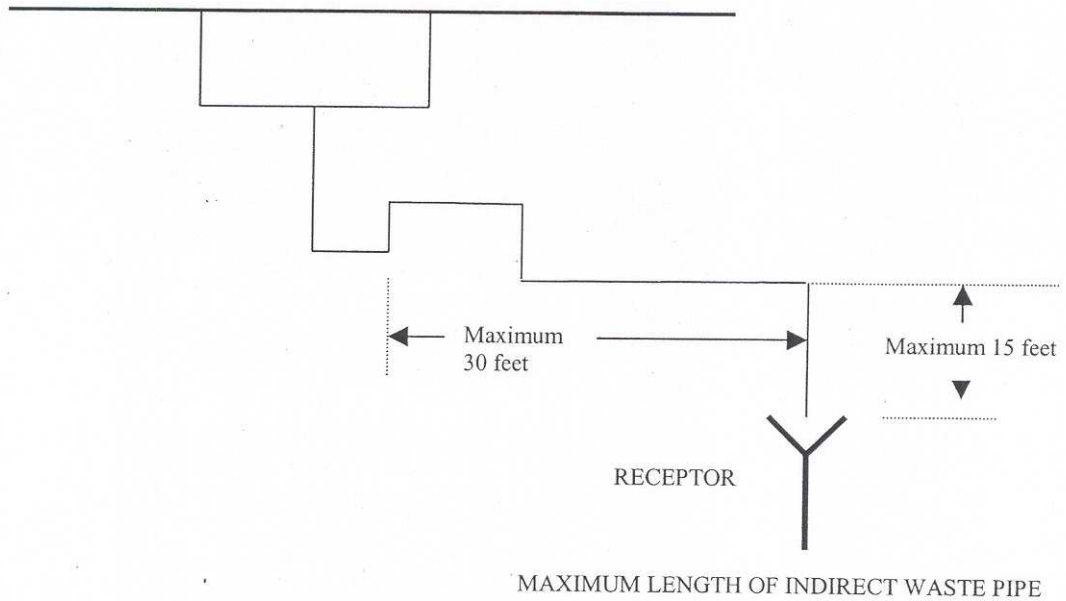 Maximum
30 feet
Maximum 15 feet
RECEPTOR
MAXIMUM LENGTH OF INDIRECT WASTE PIPE